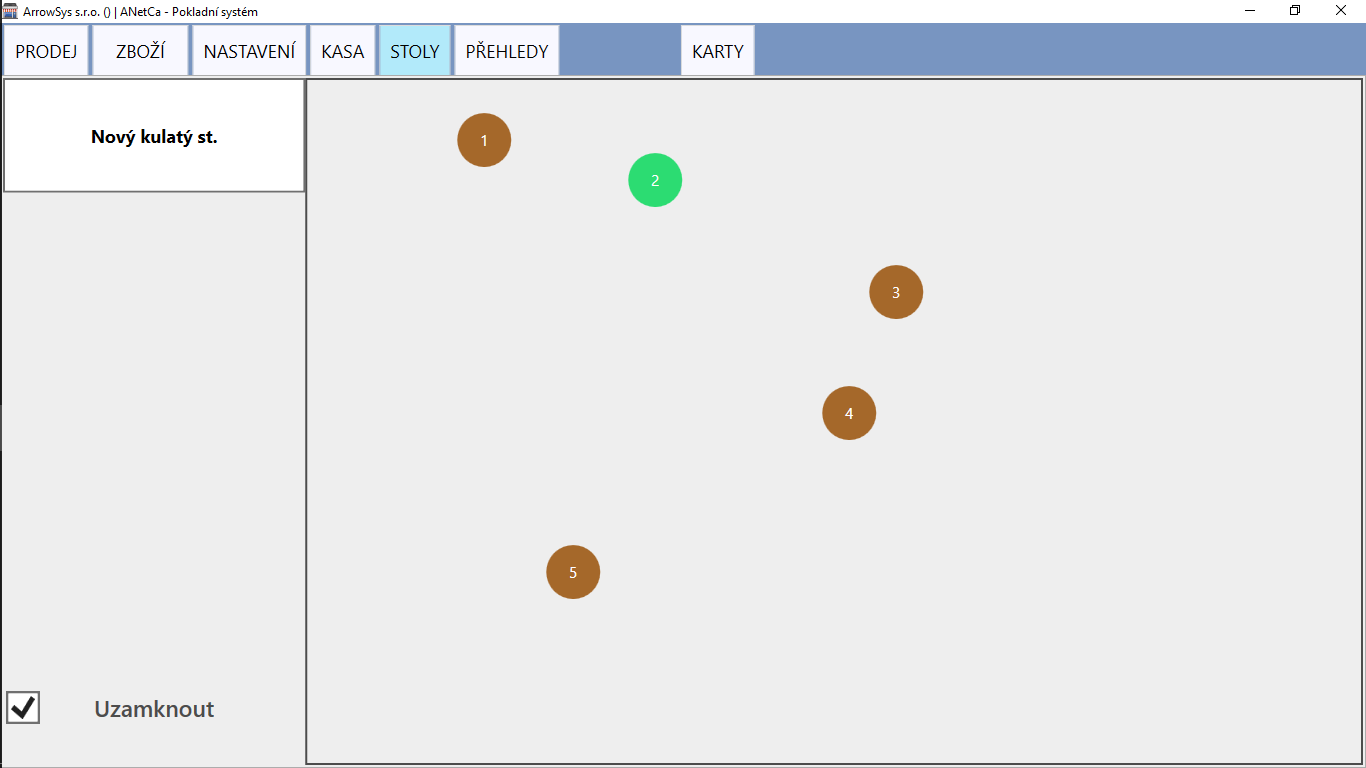 ArrowSys s.r.o. () | ANetCa - Pokladní systém
PRODEJ ZBOŽÍ NASTAVENÍ KASA STOLY PŘEHLEDY KARTY
Nový kulatý st.
1
2
3
4
5
Uzamknout